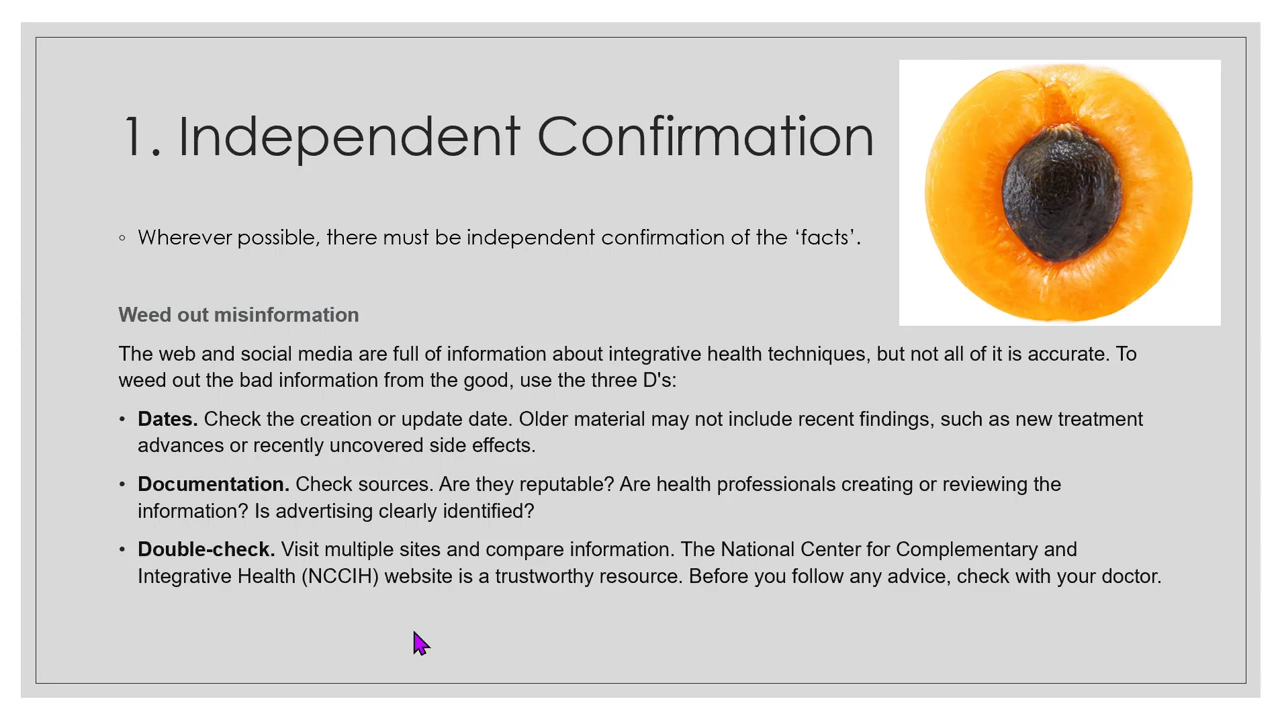 1. Independent Confirmation
◦ Wherever possible, there must be independent confirmation of the ‘facts’.
Weed out misinformation
The web and social media are full of information about integrative health techniques, but not all of it is accurate. To
weed out the bad information from the good, use the three D's:
• Dates. Check the creation or update date. Older material may not include recent findings, such as new treatment
advances or recently uncovered side effects.
• Documentation. Check sources. Are they reputable? Are health professionals creating or reviewing the
information? Is advertising clearly identified?
• Double-check. Visit multiple sites and compare information. The National Center for Complementary and
Integrative Health (NCCIH) website is a trustworthy resource. Before you follow any advice, check with your doctor.